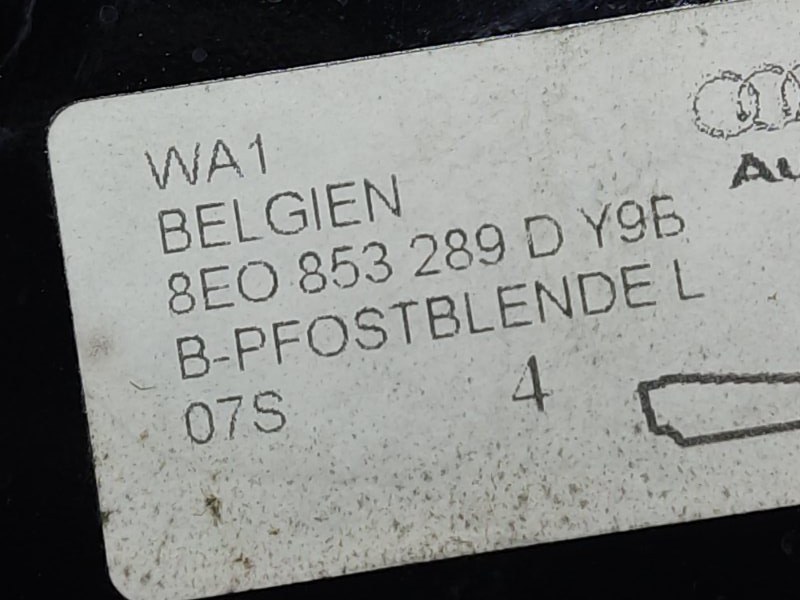 WA1
BELGIEN
8E0 853 289 D Y9B
B-PFOSTBLENDE L
07S 4